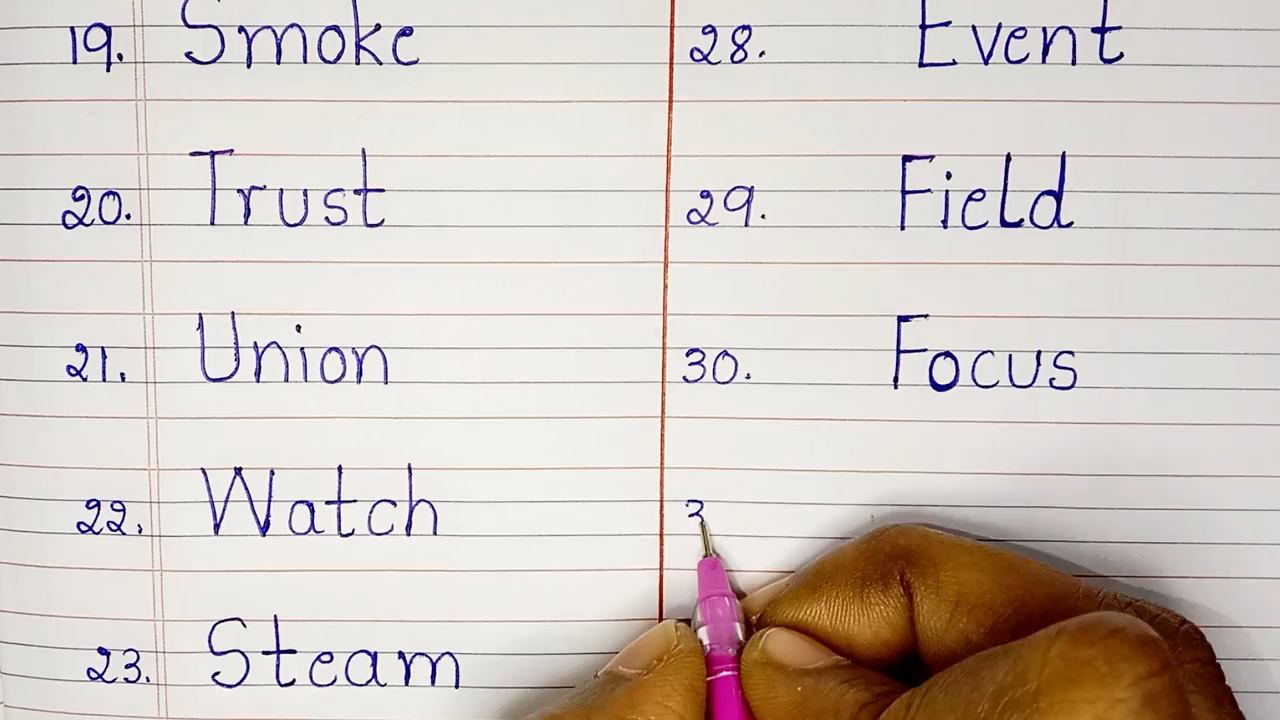 19. Smoke
20. Trust
21. Union
22. Watch
23. Steam
28. Event
29. Field
30. Focus
3